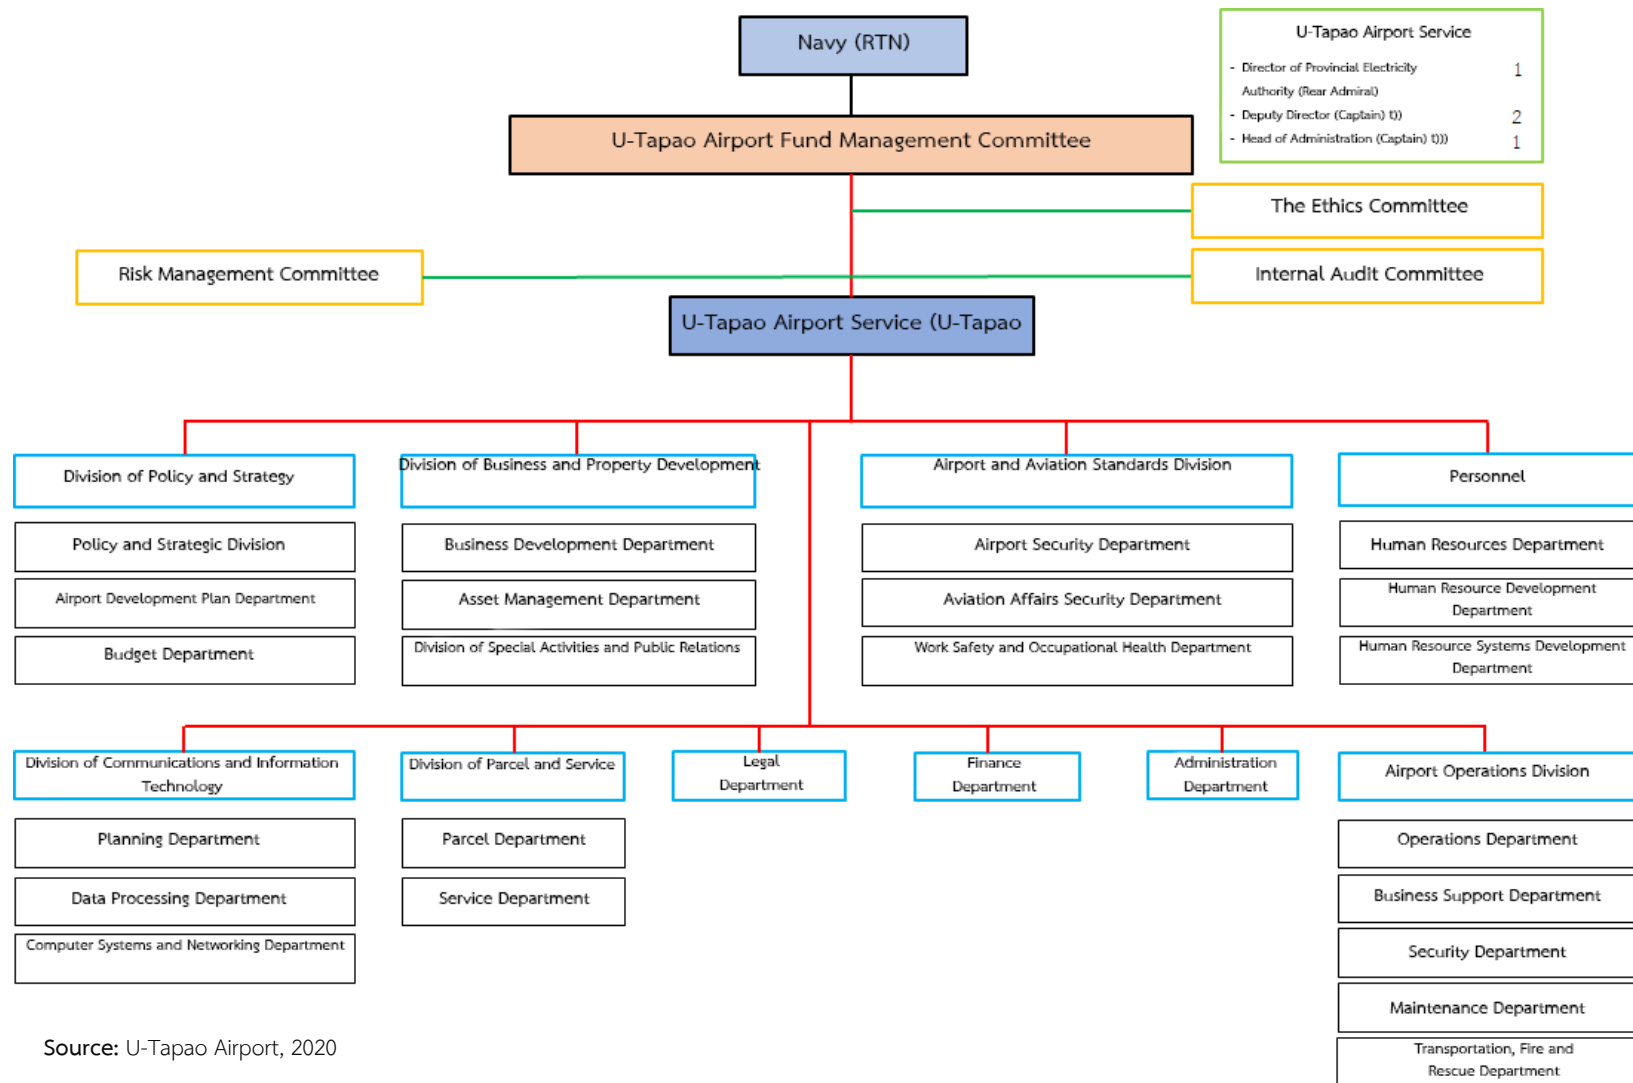 Navy (RTN)
U-Tapao Airport Service
- Director of Provincial Electricity 1
Authority (Rear Admiral)
- Deputy Director (Captain) t)) 2
- Head of Administration (Captain) t))) 1
U-Tapao Airport Fund Management Committee
The Ethics Committee
Risk Management Committee
Internal Audit Committee
U-Tapao Airport Service (U-Tapao
Division of Policy and Strategy
Policy and Strategic Division
Airport Development Plan Department
Budget Department
Division of Business and Property Development
Business Development Department
Asset Management Department
Division of Special Activities and Public Relations
Airport and Aviation Standards Division
Airport Security Department
Aviation Affairs Security Department
Work Safety and Occupational Health Department
Personnel
Human Resources Department
Human Resource Development
Department
Human Resource Systems Development
Department
Division of Communications and Information
Technology
Planning Department
Data Processing Department
Computer Systems and Networking Department
Division of Parcel and Service
Parcel Department
Service Department
Legal
Department
Finance
Department
Administration
Department
Airport Operations Division
Operations Department
Business Support Department
Security Department
Maintenance Department
Transportation, Fire and
Rescue Department
Source: U-Tapao Airport, 2020